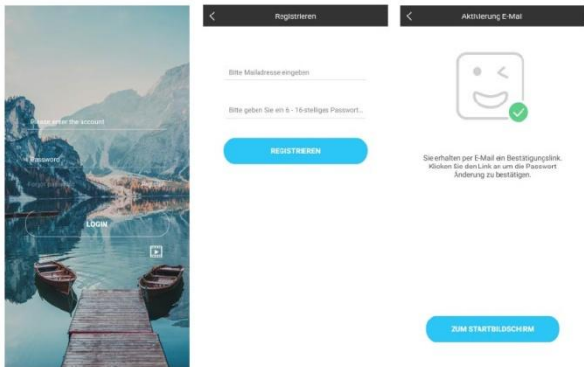 Please enter the account
Password
Forgot password
LOGIN
Registrieren
Bitte Mailadresse eingeben
Bitte geben Sie ein 6 - 16-stelliges Passwort...
REGISTRIEREN
Aktivierung E-Mail
Sie erhalten per E-Mail ein Bestätigungslink.
Klicken Sie den Link an um die Passwort
Änderung zu bestätigen.
ZUM STARTBILDSCHIRM